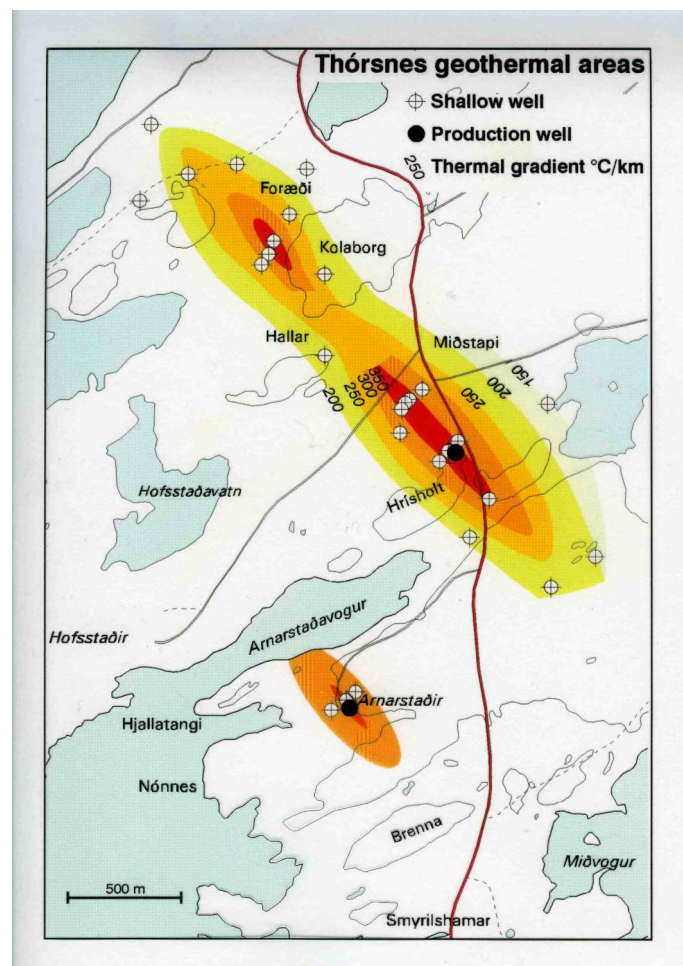 Thórsnes geothermal areas
Shallow well
Production well
250 Thermal gradient °C/km
Foræði
Kolaborg
Hallar
Miðstapi
350
300
250
200
150
200
250
Hofsstaðavatn
Hrísholt
Arnarstaðavogur
Hofsstaðir
Arnarstaðir
Hjallatangi
Nónnes
Brenna
Miðvogur
500 m
Smyrilshamar